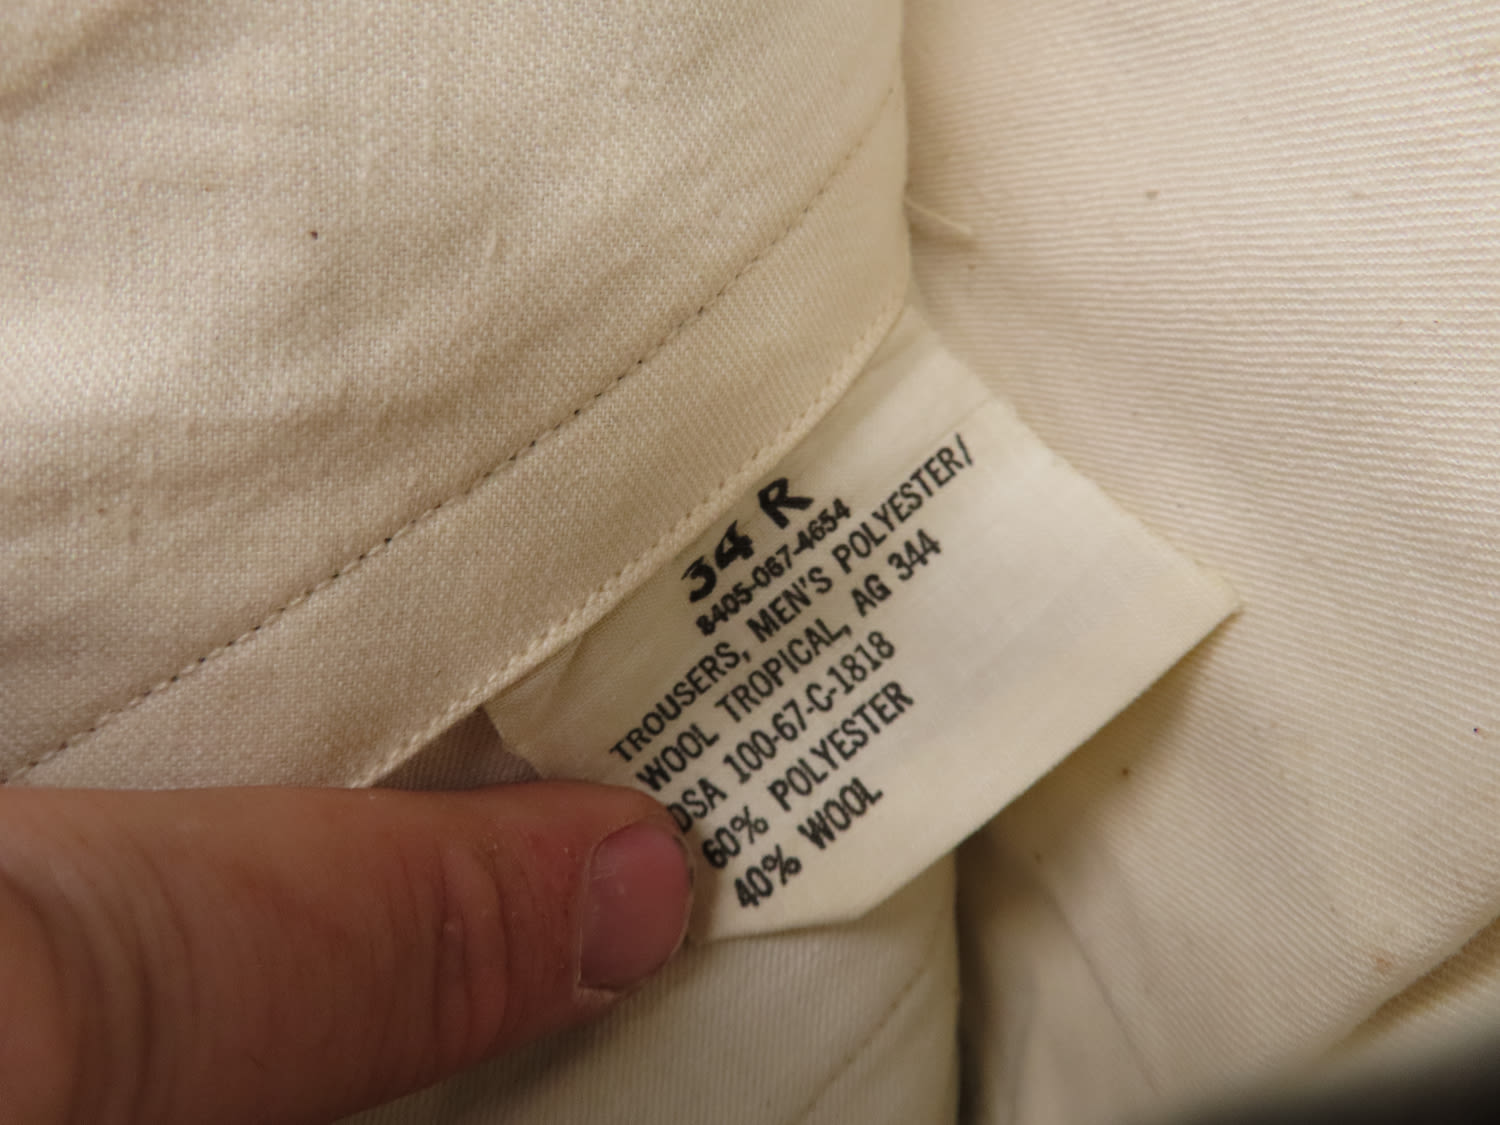 34 R
8405-067-4654
TROUSERS, MEN'S POLYESTER/
WOOL TROPICAL, AG 344
DSA 100-67-C-1818
60% POLYESTER
40% WOOL